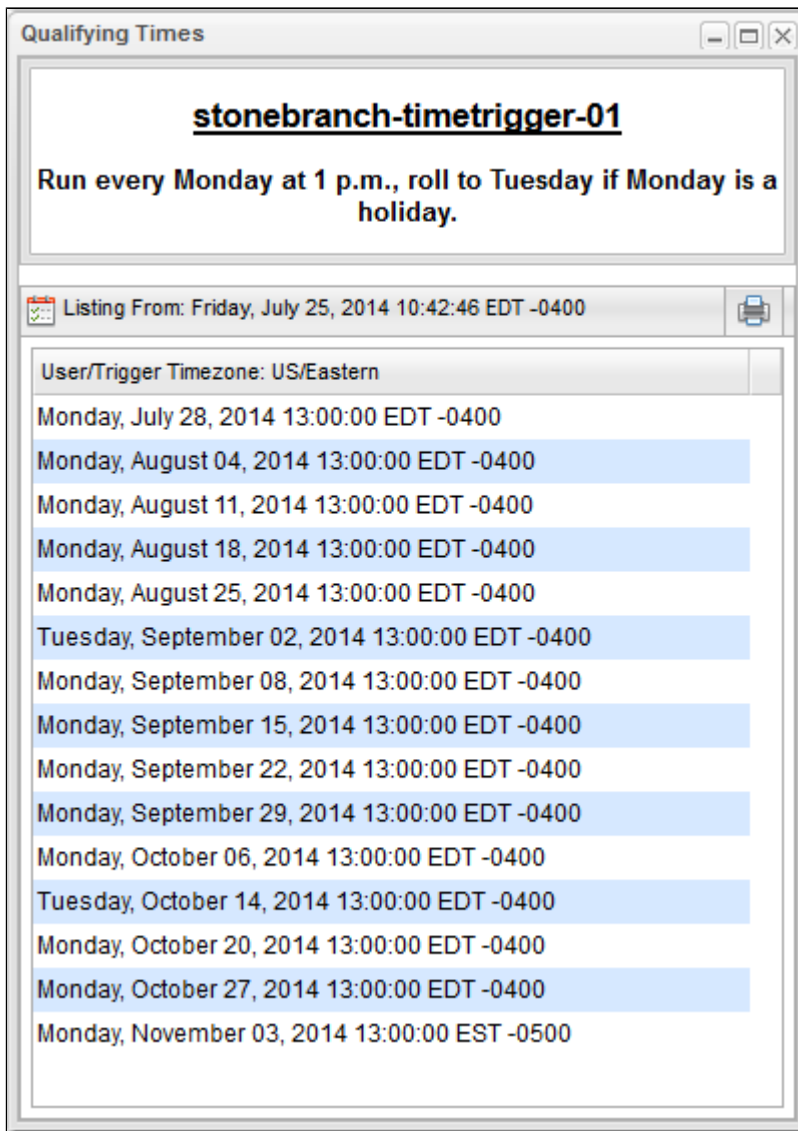 Qualifying Times
stonebranch-timetrigger-01
Run every Monday at 1 p.m., roll to Tuesday if Monday is a
holiday.
Listing From: Friday, July 25, 2014 10:42:46 EDT -0400
User/Trigger Timezone: US/Eastern
Monday, July 28, 2014 13:00:00 EDT -0400
Monday, August 04, 2014 13:00:00 EDT -0400
Monday, August 11, 2014 13:00:00 EDT -0400
Monday, August 18, 2014 13:00:00 EDT -0400
Monday, August 25, 2014 13:00:00 EDT -0400
Tuesday, September 02, 2014 13:00:00 EDT -0400
Monday, September 08, 2014 13:00:00 EDT -0400
Monday, September 15, 2014 13:00:00 EDT -0400
Monday, September 22, 2014 13:00:00 EDT -0400
Monday, September 29, 2014 13:00:00 EDT -0400
Monday, October 06, 2014 13:00:00 EDT -0400
Tuesday, October 14, 2014 13:00:00 EDT -0400
Monday, October 20, 2014 13:00:00 EDT -0400
Monday, October 27, 2014 13:00:00 EDT -0400
Monday, November 03, 2014 13:00:00 EST -0500